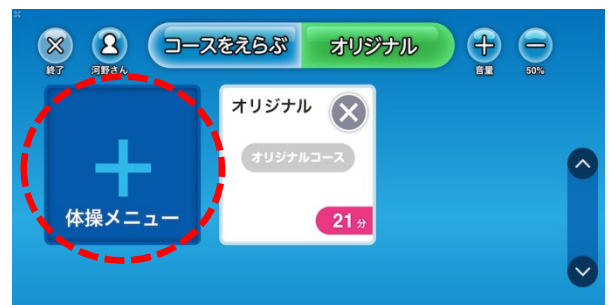 コースをえらぶ
オリジナル
終了
河野さん
音量
50%
オリジナル
オリジナルコース
21分
体操メニュー